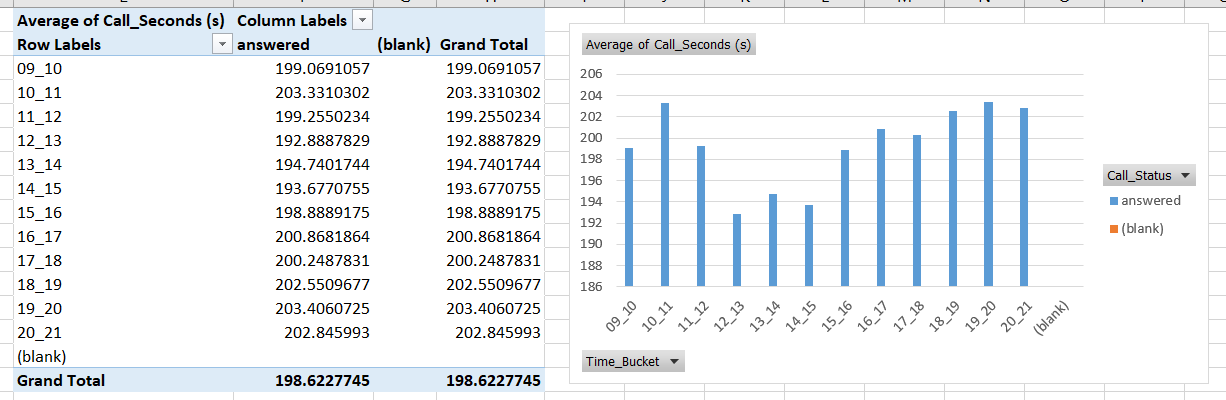 Average of Call_Seconds (s) Column Labels
Row Labels answered (blank) Grand Total
09_10 199.0691057 199.0691057
10_11 203.3310302 203.3310302
11_12 199.2550234 199.2550234
12_13 192.8887829 192.8887829
13_14 194.7401744 194.7401744
14_15 193.6770755 193.6770755
15_16 198.8889175 198.8889175
16_17 200.8681864 200.8681864
17_18 200.2487831 200.2487831
18_19 202.5509677 202.5509677
19_20 203.4060725 203.4060725
20_21 202.845993 202.845993
(blank)
Grand Total 198.6227745 198.6227745
Average of Call_Seconds (s)
206
204
202
200
198
196
194
192
190
188
186
09_10 10_11 11_12 12_13 13_14 14_15 15_16 16_17 17_18 18_19 19_20 20_21 (blank)
Call_Status
answered
(blank)
Time_Bucket